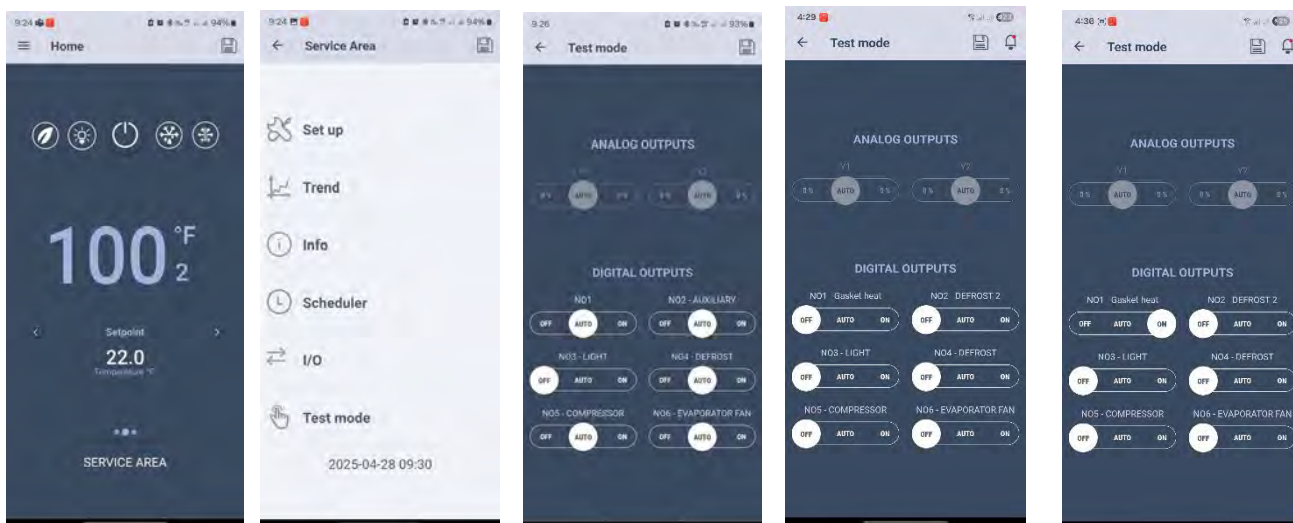 9:24
94%
Home
100 °F
2
Setpoint
22.0
Temperature °F
SERVICE AREA
9:24
94%
Service Area
Set up
Trend
Info
Scheduler
I/O
Test mode
2025-04-28 09:30
9:26
93%
Test mode
ANALOG OUTPUTS
Y2
AUTO AUTO
DIGITAL OUTPUTS
NO1 NO2 - AUXILIARY
OFF AUTO ON OFF AUTO ON
NO3 - LIGHT NO4 - DEFROST
OFF AUTO ON OFF AUTO ON
NO5 - COMPRESSOR NO6 - EVAPORATOR FAN
OFF AUTO ON OFF AUTO ON
4:29
Test mode
ANALOG OUTPUTS
Y1 Y2
0% AUTO 0% 0% AUTO 0%
DIGITAL OUTPUTS
NO1 Gasket heat NO2 DEFROST 2
OFF AUTO ON OFF AUTO ON
NO3 - LIGHT NO4 - DEFROST
OFF AUTO ON OFF AUTO ON
NO5 - COMPRESSOR NO6 - EVAPORATOR FAN
OFF AUTO ON OFF AUTO ON
4:36
Test mode
ANALOG OUTPUTS
Y1 Y2
0% AUTO 0% 0% AUTO 0%
DIGITAL OUTPUTS
NO1 Gasket heat NO2 DEFROST 2
OFF AUTO ON OFF AUTO ON
NO3 - LIGHT NO4 - DEFROST
OFF AUTO ON OFF AUTO ON
NO5 - COMPRESSOR NO6 - EVAPORATOR FAN
OFF AUTO ON OFF AUTO ON